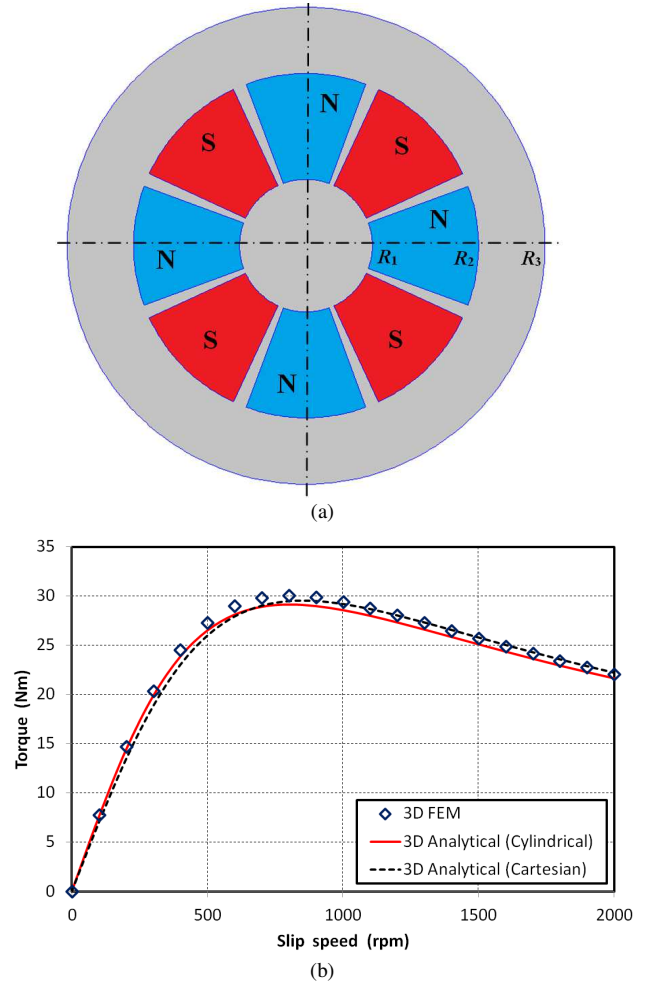 N
S
S
N
N
R1
R2
R3
S
S
N
(a)
35
30
25
20
15
10
5
0
Torque (Nm)
3D FEM
3D Analytical (Cylindrical)
3D Analytical (Cartesian)
0
500
1000
1500
2000
Slip speed (rpm)
(b)